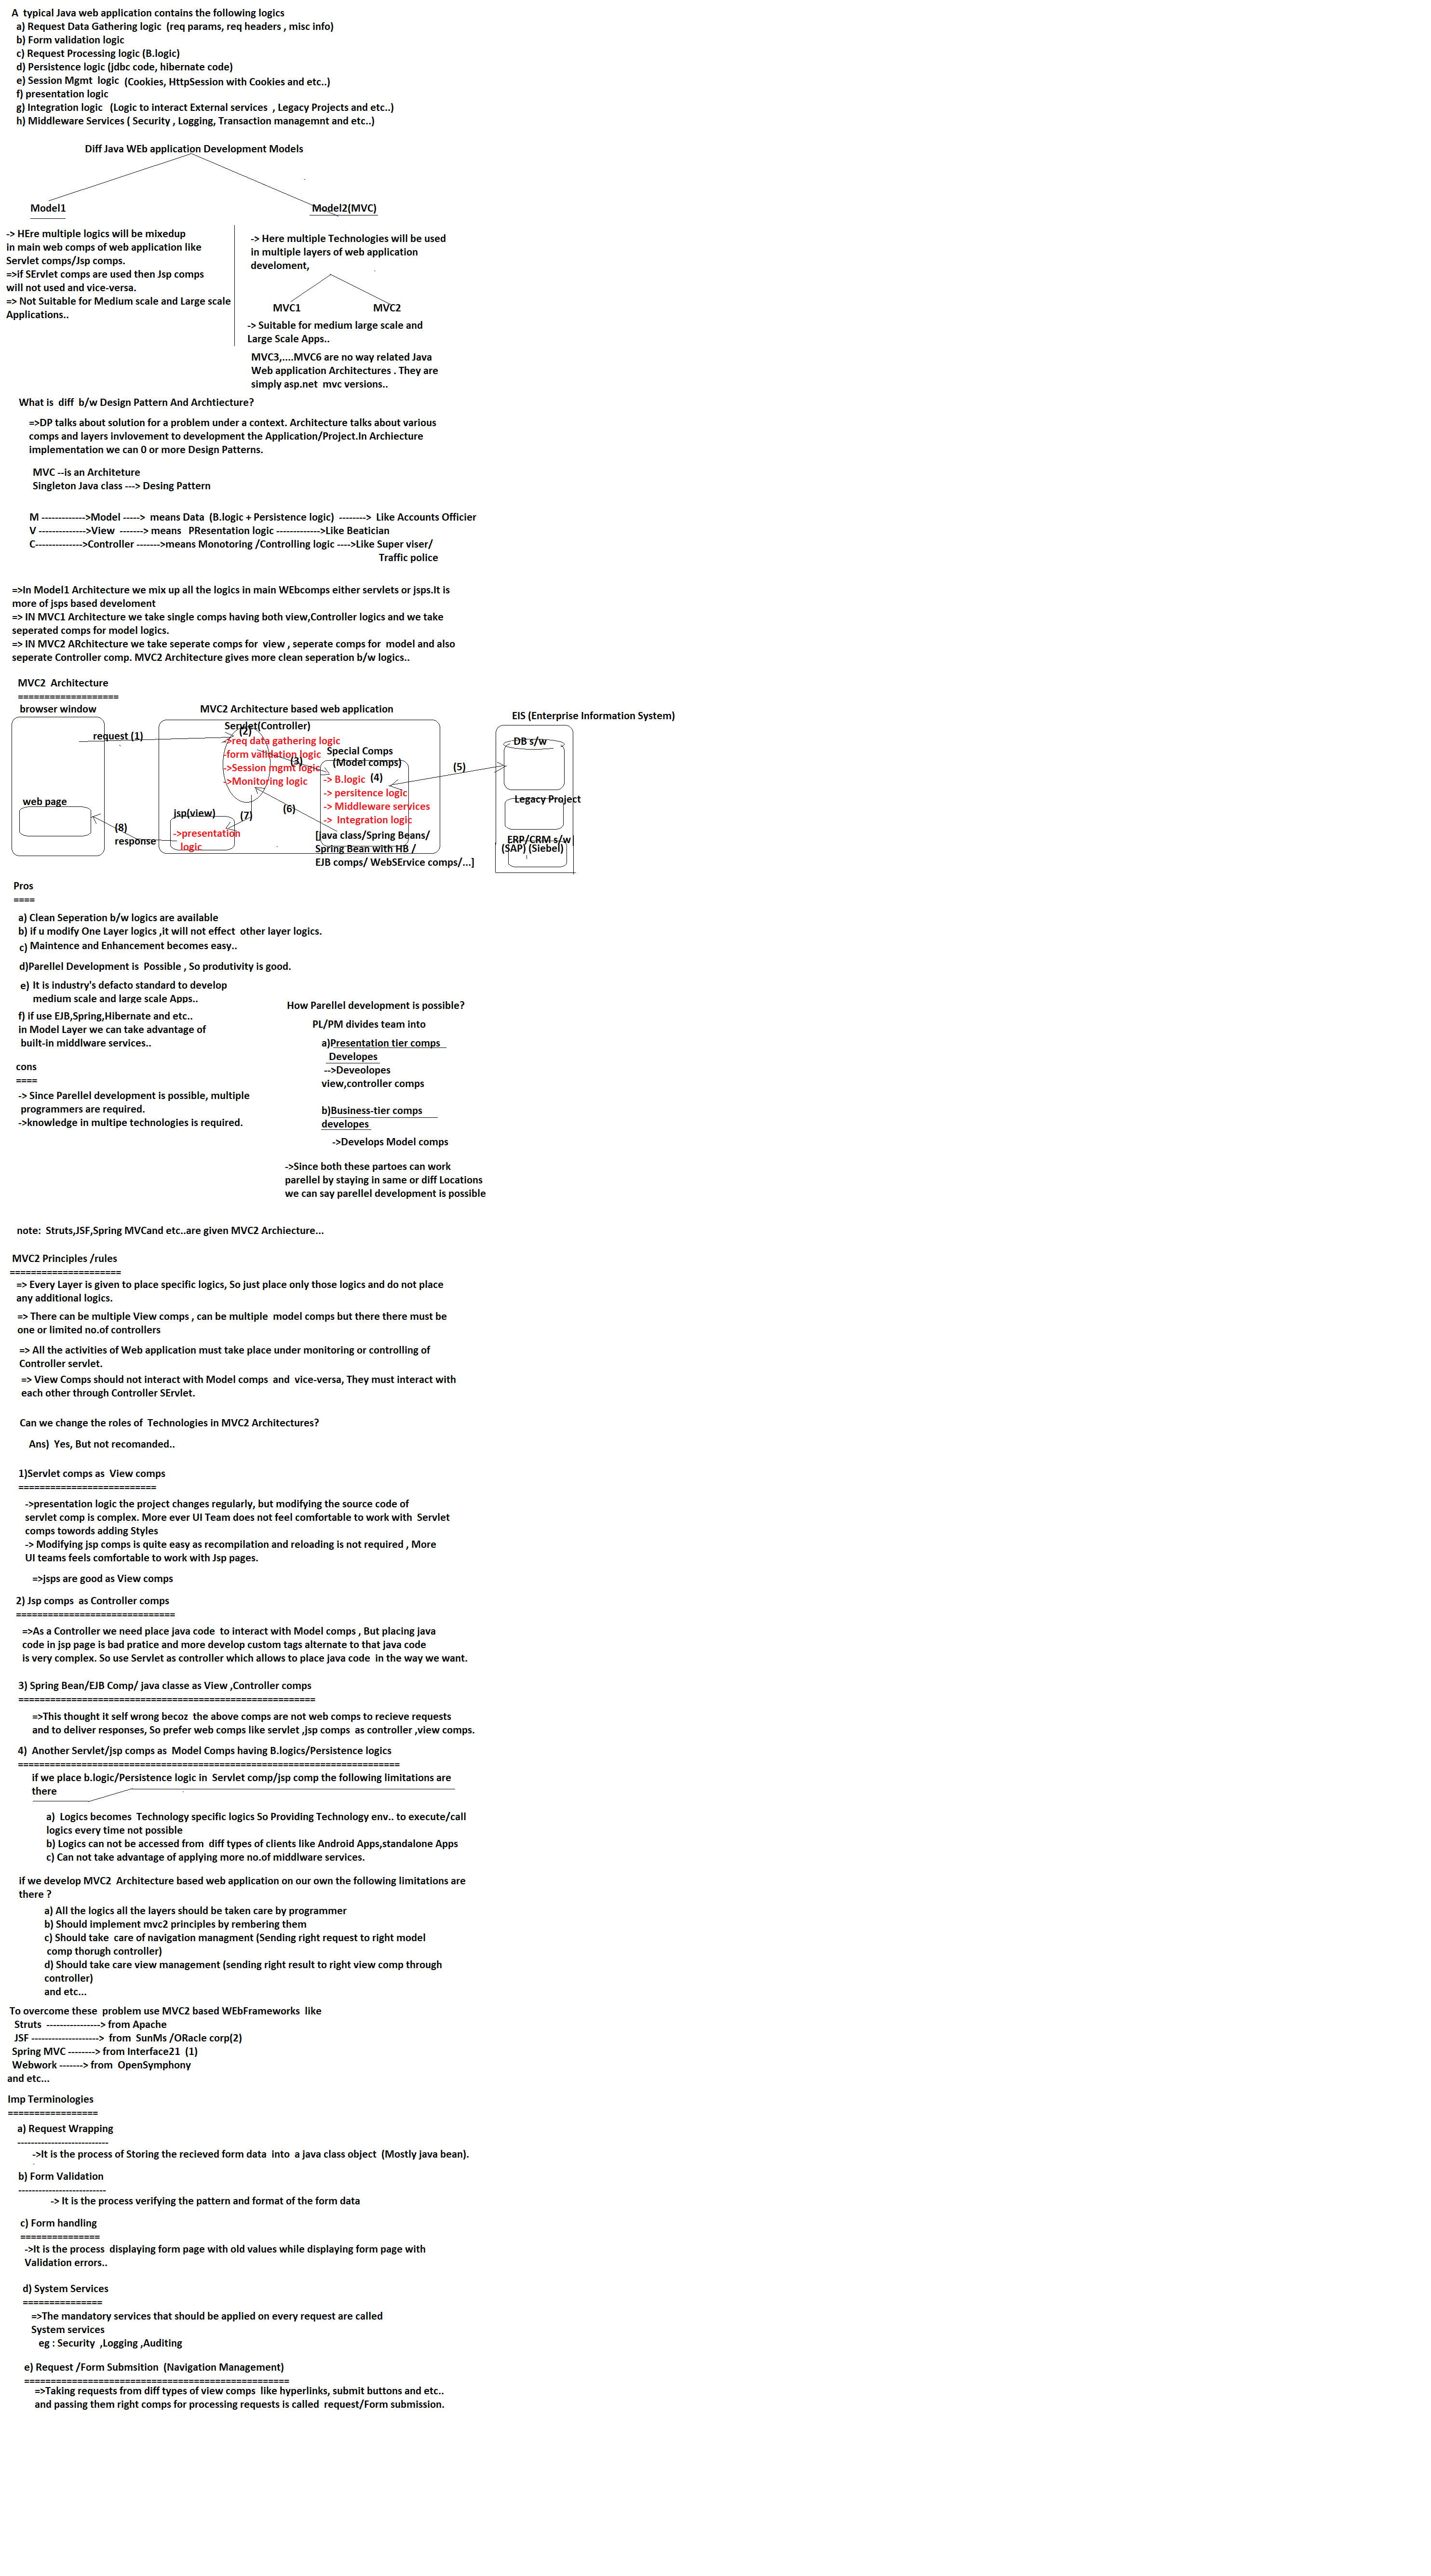 A  typical Java web application contains the following logics
a) Request Data Gathering logic  (req params, req headers , misc info)
b) Form validation logic
c) Request Processing logic (B.logic)
d) Persistence logic (jdbc code, hibernate code)
e) Session Mgmt  logic  (Cookies, HttpSession with Cookies and etc..)
f) presentation logic
g) Integration logic   (Logic to interact External services  , Legacy Projects and etc..)
h) Middleware Services ( Security , Logging, Transaction managemnt and etc..)
Diff Java WEb application Development Models
Model1
Model2(MVC)
-> HEre multiple logics will be mixedup
in main web comps of web application like
Servlet comps/Jsp comps.
=>if SErvlet comps are used then Jsp comps
will not used and vice-versa.
=> Not Suitable for Medium scale and Large scale
Applications..
-> Here multiple Technologies will be used
in multiple layers of web application
develoment,
MVC1
MVC2
-> Suitable for medium large scale and
Large Scale Apps..
MVC3,....MVC6 are no way related Java
Web application Architectures . They are
simply asp.net  mvc versions..
What is  diff  b/w Design Pattern And Archtiecture?
=>DP talks about solution for a problem under a context. Architecture talks about various
comps and layers invlovement to development the Application/Project.In Archiecture
implementation we can 0 or more Design Patterns.
MVC --is an Architeture
Singleton Java class ---> Desing Pattern
M ------------->Model ----->  means Data  (B.logic + Persistence logic)  -------->  Like Accounts Officier
V ------------->View  -------> means   PResentation logic ------------->Like Beatician
C-------------->Controller ------->means Monotoring /Controlling logic ---->Like Super viser/
Traffic police
=>In Model1 Architecture we mix up all the logics in main WEbcomps either servlets or jsps.It is
more of jsps based develoment
=> IN MVC1 Architecture we take single comps having both view,Controller logics and we take
seperated comps for model logics.
=> IN MVC2 ARchitecture we take seperate comps for  view , seperate comps for  model and also
seperate Controller comp. MVC2 Architecture gives more clean seperation b/w logics..
MVC2  Architecture
===================
browser window
MVC2 Architecture based web application
EIS (Enterprise Information System)
request (1)
Servlet(Controller)
(2)
->req data gathering logic
-form validation logic
->Session mgmt logic
->Monitoring logic
(3)
Special Comps
(Model comps)
-> B.logic
(4)
-> persitence logic
-> Middleware services
->  Integration logic
(5)
DB s/w
Legacy Project
ERP/CRM s/w
(SAP) (Siebel)
web page
(8)
response
jsp(view)
->presentation
logic
(7)
(6)
[java class/Spring Beans/
Spring Bean with HB /
EJB comps/ WebSErvice comps/...]
Pros
====
a) Clean Seperation b/w logics are available
b) if u modify One Layer logics ,it will not effect  other layer logics.
c) Maintence and Enhancement becomes easy..
d)Parellel Development is  Possible , So produtivity is good.
e) It is industry's defacto standard to develop
medium scale and large scale Apps..
f) if use EJB,Spring,Hibernate and etc..
in Model Layer we can take advantage of
built-in middlware services..
cons
====
-> Since Parellel development is possible, multiple
programmers are required.
->knowledge in multipe technologies is required.
How Parellel development is possible?
PL/PM divides team into
a)Presentation tier comps
Developes
-->Deveolopes
view,controller comps
b)Business-tier comps
developes
->Develops Model comps
->Since both these partoes can work
parellel by staying in same or diff Locations
we can say parellel development is possible
note:  Struts,JSF,Spring MVCand etc..are given MVC2 Archiecture...
MVC2 Principles /rules
=====================
=> Every Layer is given to place specific logics, So just place only those logics and do not place
any additional logics.
=> There can be multiple View comps , can be multiple  model comps but there there must be
one or limited no.of controllers
=> All the activities of Web application must take place under monitoring or controlling of
Controller servlet.
=> View Comps should not interact with Model comps  and  vice-versa, They must interact with
each other through Controller SErvlet.
Can we change the roles of  Technologies in MVC2 Architectures?
Ans)  Yes, But not recomanded..
1)Servlet comps as  View comps
==========================
->presentation logic the project changes regularly, but modifying the source code of
servlet comp is complex. More ever UI Team does not feel comfortable to work with  Servlet
comps towords adding Styles
-> Modifying jsp comps is quite easy as recompilation and reloading is not required , More
UI teams feels comfortable to work with Jsp pages.
=>jsps are good as View comps
2) Jsp comps  as Controller comps
==============================
=>As a Controller we need place java code  to interact with Model comps , But placing java
code in jsp page is bad pratice and more develop custom tags alternate to that java code
is very complex. So use Servlet as controller which allows to place java code  in the way we want.
3) Spring Bean/EJB Comp/ java classe as View ,Controller comps
========================================================
=>This thought it self wrong becoz  the above comps are not web comps to recieve requests
and to deliver responses, So prefer web comps like servlet ,jsp comps  as controller ,view comps.
4)  Another Servlet/jsp comps as  Model Comps having B.logics/Persistence logics
========================================================================
if we place b.logic/Persistence logic in  Servlet comp/jsp comp the following limitations are
there
a)  Logics becomes  Technology specific logics So Providing Technology env.. to execute/call
logics every time not possible
b) Logics can not be accessed from  diff types of clients like Android Apps,standalone Apps
c) Can not take advantage of applying more no.of middlware services.
if we develop MVC2  Architecture based web application on our own the following limitations are
there ?
a) All the logics all the layers should be taken care by programmer
b) Should implement mvc2 principles by rembering them
c) Should take  care of navigation managment (Sending right request to right model
comp thorugh controller)
d) Should take care view management (sending right result to right view comp through
controller)
and etc...
To overcome these  problem use MVC2 based WEbFrameworks  like
Struts  ----------------> from Apache
JSF -------------------->  from  SunMs /ORacle corp(2)
Spring MVC --------> from Interface21  (1)
Webwork -------> from  OpenSymphony
and etc...
Imp Terminologies
=================
a) Request Wrapping
---------------------------
->It is the process of Storing the recieved form data  into  a java class object  (Mostly java bean).
b) Form Validation
--------------------------
-> It is the process verifying the pattern and format of the form data
c) Form handling
===============
->It is the process  displaying form page with old values while displaying form page with
Validation errors..
d) System Services
===============
=>The mandatory services that should be applied on every request are called
System services
eg : Security  ,Logging ,Auditing
e) Request /Form Submsition  (Navigation Management)
==================================================
=>Taking requests from diff types of view comps  like hyperlinks, submit buttons and etc..
and passing them right comps for processing requests is called  request/Form submission.